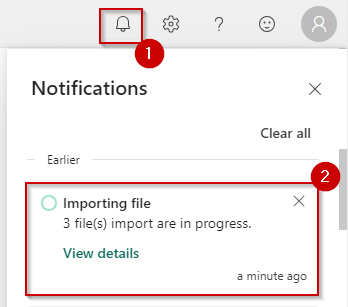 1
Notifications
Clear all
Earlier
2
Importing file
3 file(s) import are in progress.
View details
a minute ago